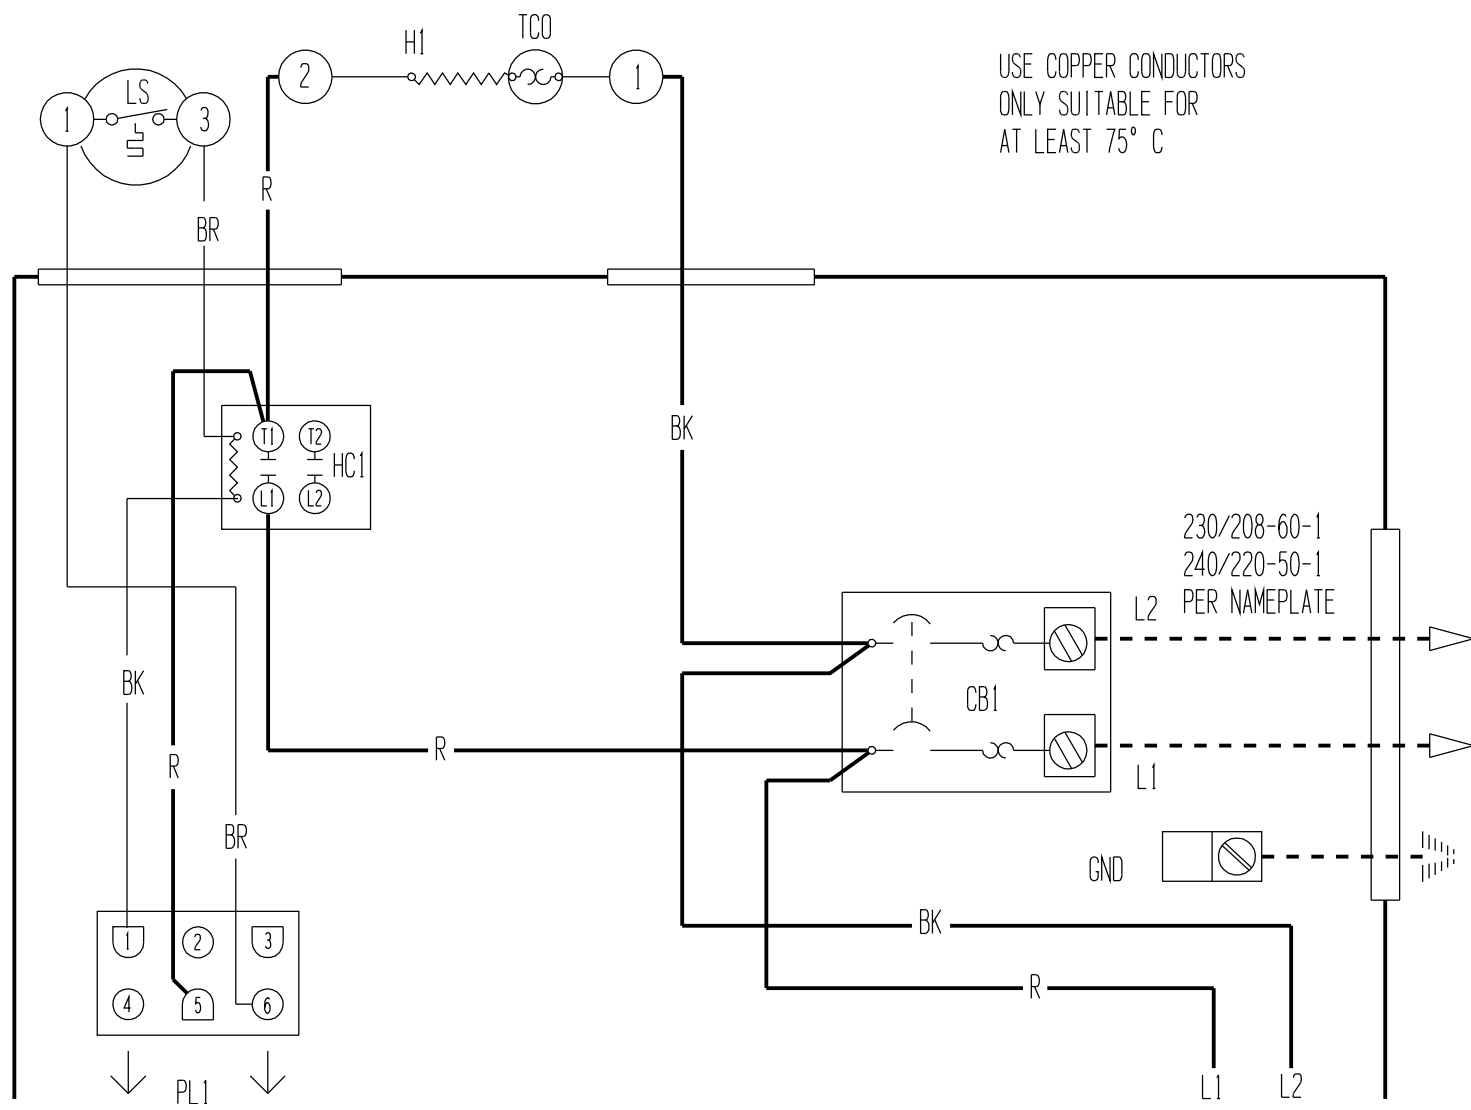 TCO
H1
2
1
USE COPPER CONDUCTORS
ONLY SUITABLE FOR
AT LEAST 75° C
LS
1
3
R
BR
BK
T1
T2
HC1
L1
L2
230/208-60-1
240/220-50-1
PER NAMEPLATE
L2
BK
CB1
R
R
L1
BR
GND
BK
1
2
3
R
4
5
6
PL1
L1
L2